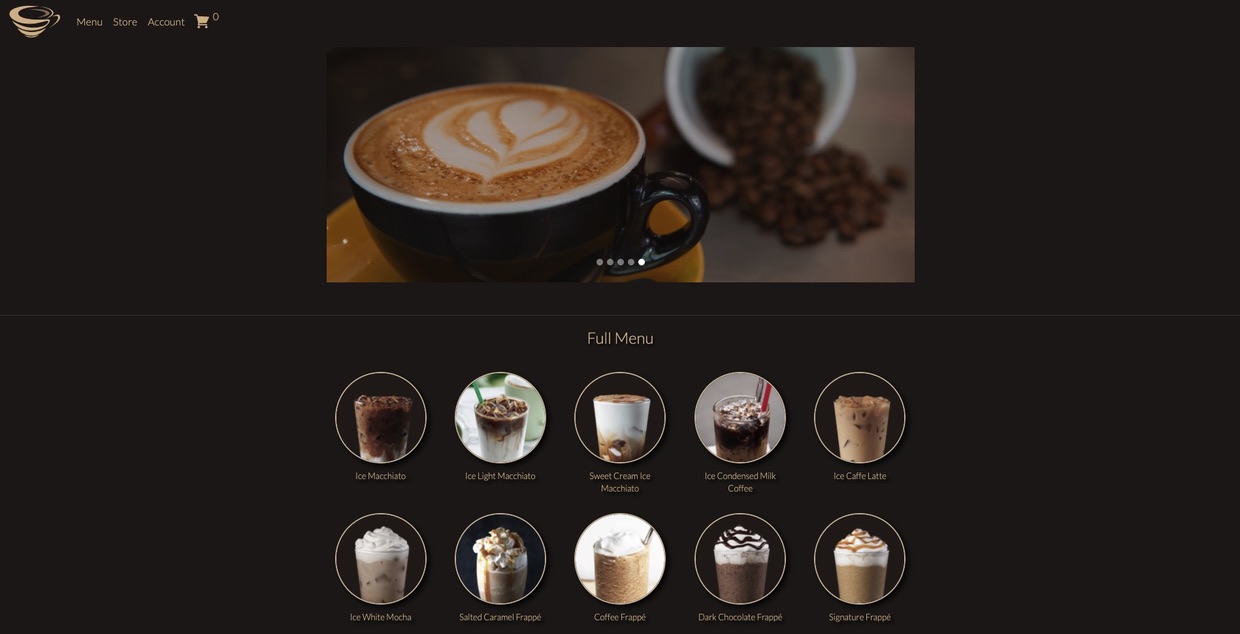 Menu Store Account 0
Full Menu
Ice Macchiato
Ice Light Macchiato
Sweet Cream Ice
Macchiato
Ice Condensed Milk
Coffee
Ice Caffe Latte
Ice White Mocha
Salted Caramel Frappé
Coffee Frappé
Dark Chocolate Frappé
Signature Frappé